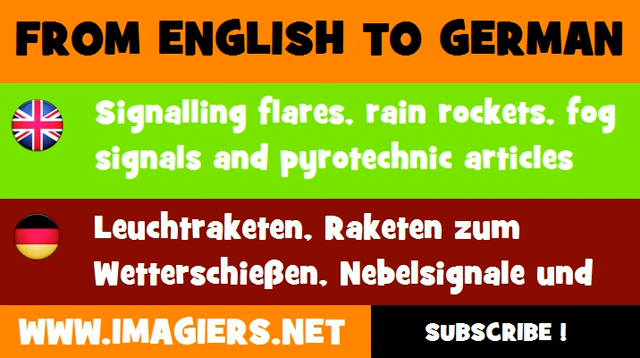 FROM ENGLISH TO GERMAN
Signalling flares, rain rockets, fog
signals and pyrotechnic articles
Leuchtraketen, Raketen zum
Wetterschießen, Nebelsignale und
WWW.IMAGIERS.NET
SUBSCRIBE !